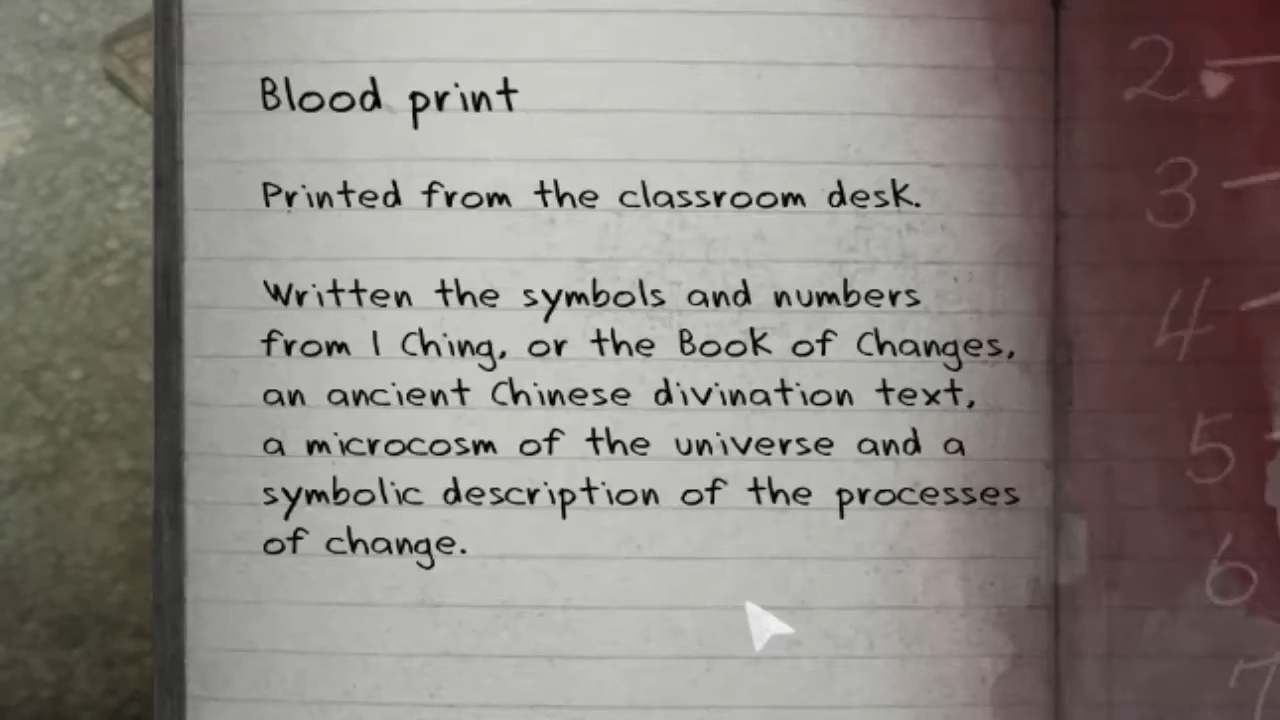 Blood print
Printed from the classroom desk.
Written the symbols and numbers
from I Ching, or the Book of Changes,
an ancient Chinese divination text,
a microcosm of the universe and a
symbolic description of the processes
of change.
2.
3
4
5
6
7